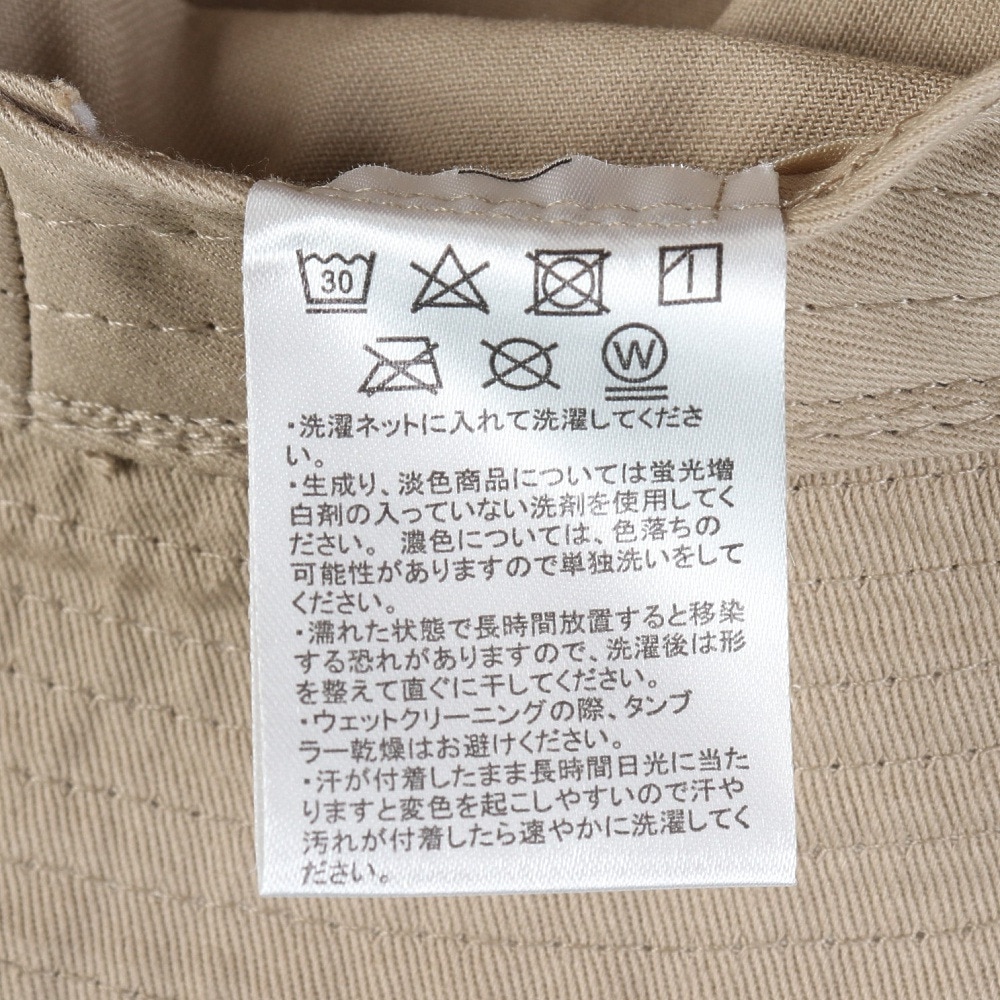 30
W
・洗濯ネットに入れて洗濯してくださ
い。
・生成り、淡色商品については蛍光増
白剤の入っていない洗剤を使用してく
ださい。 濃色については、色落ちの
可能性がありますので単独洗いをして
ください。
・濡れた状態で長時間放置すると移染
する恐れがありますので、洗濯後は形
を整えて直ぐに干してください。
・ウェットクリーニングの際、タンブ
ラー乾燥はお避けください。
・汗が付着したまま長時間日光に当た
りますと変色を起こしやすいので汗や
汚れが付着したら速やかに洗濯してく
ださい。